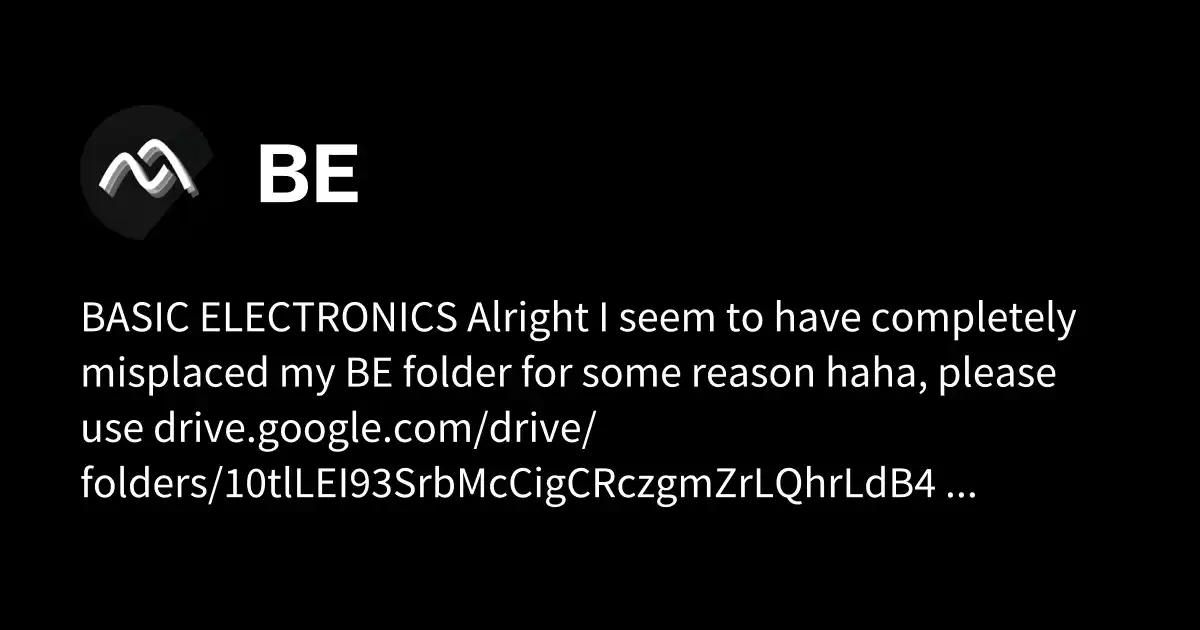 BE
BASIC ELECTRONICS Alright I seem to have completely
misplaced my BE folder for some reason haha, please
use drive.google.com/drive/
folders/10tlLEI93SrbMcCigCRczgmZrLQhrLdB4 ...